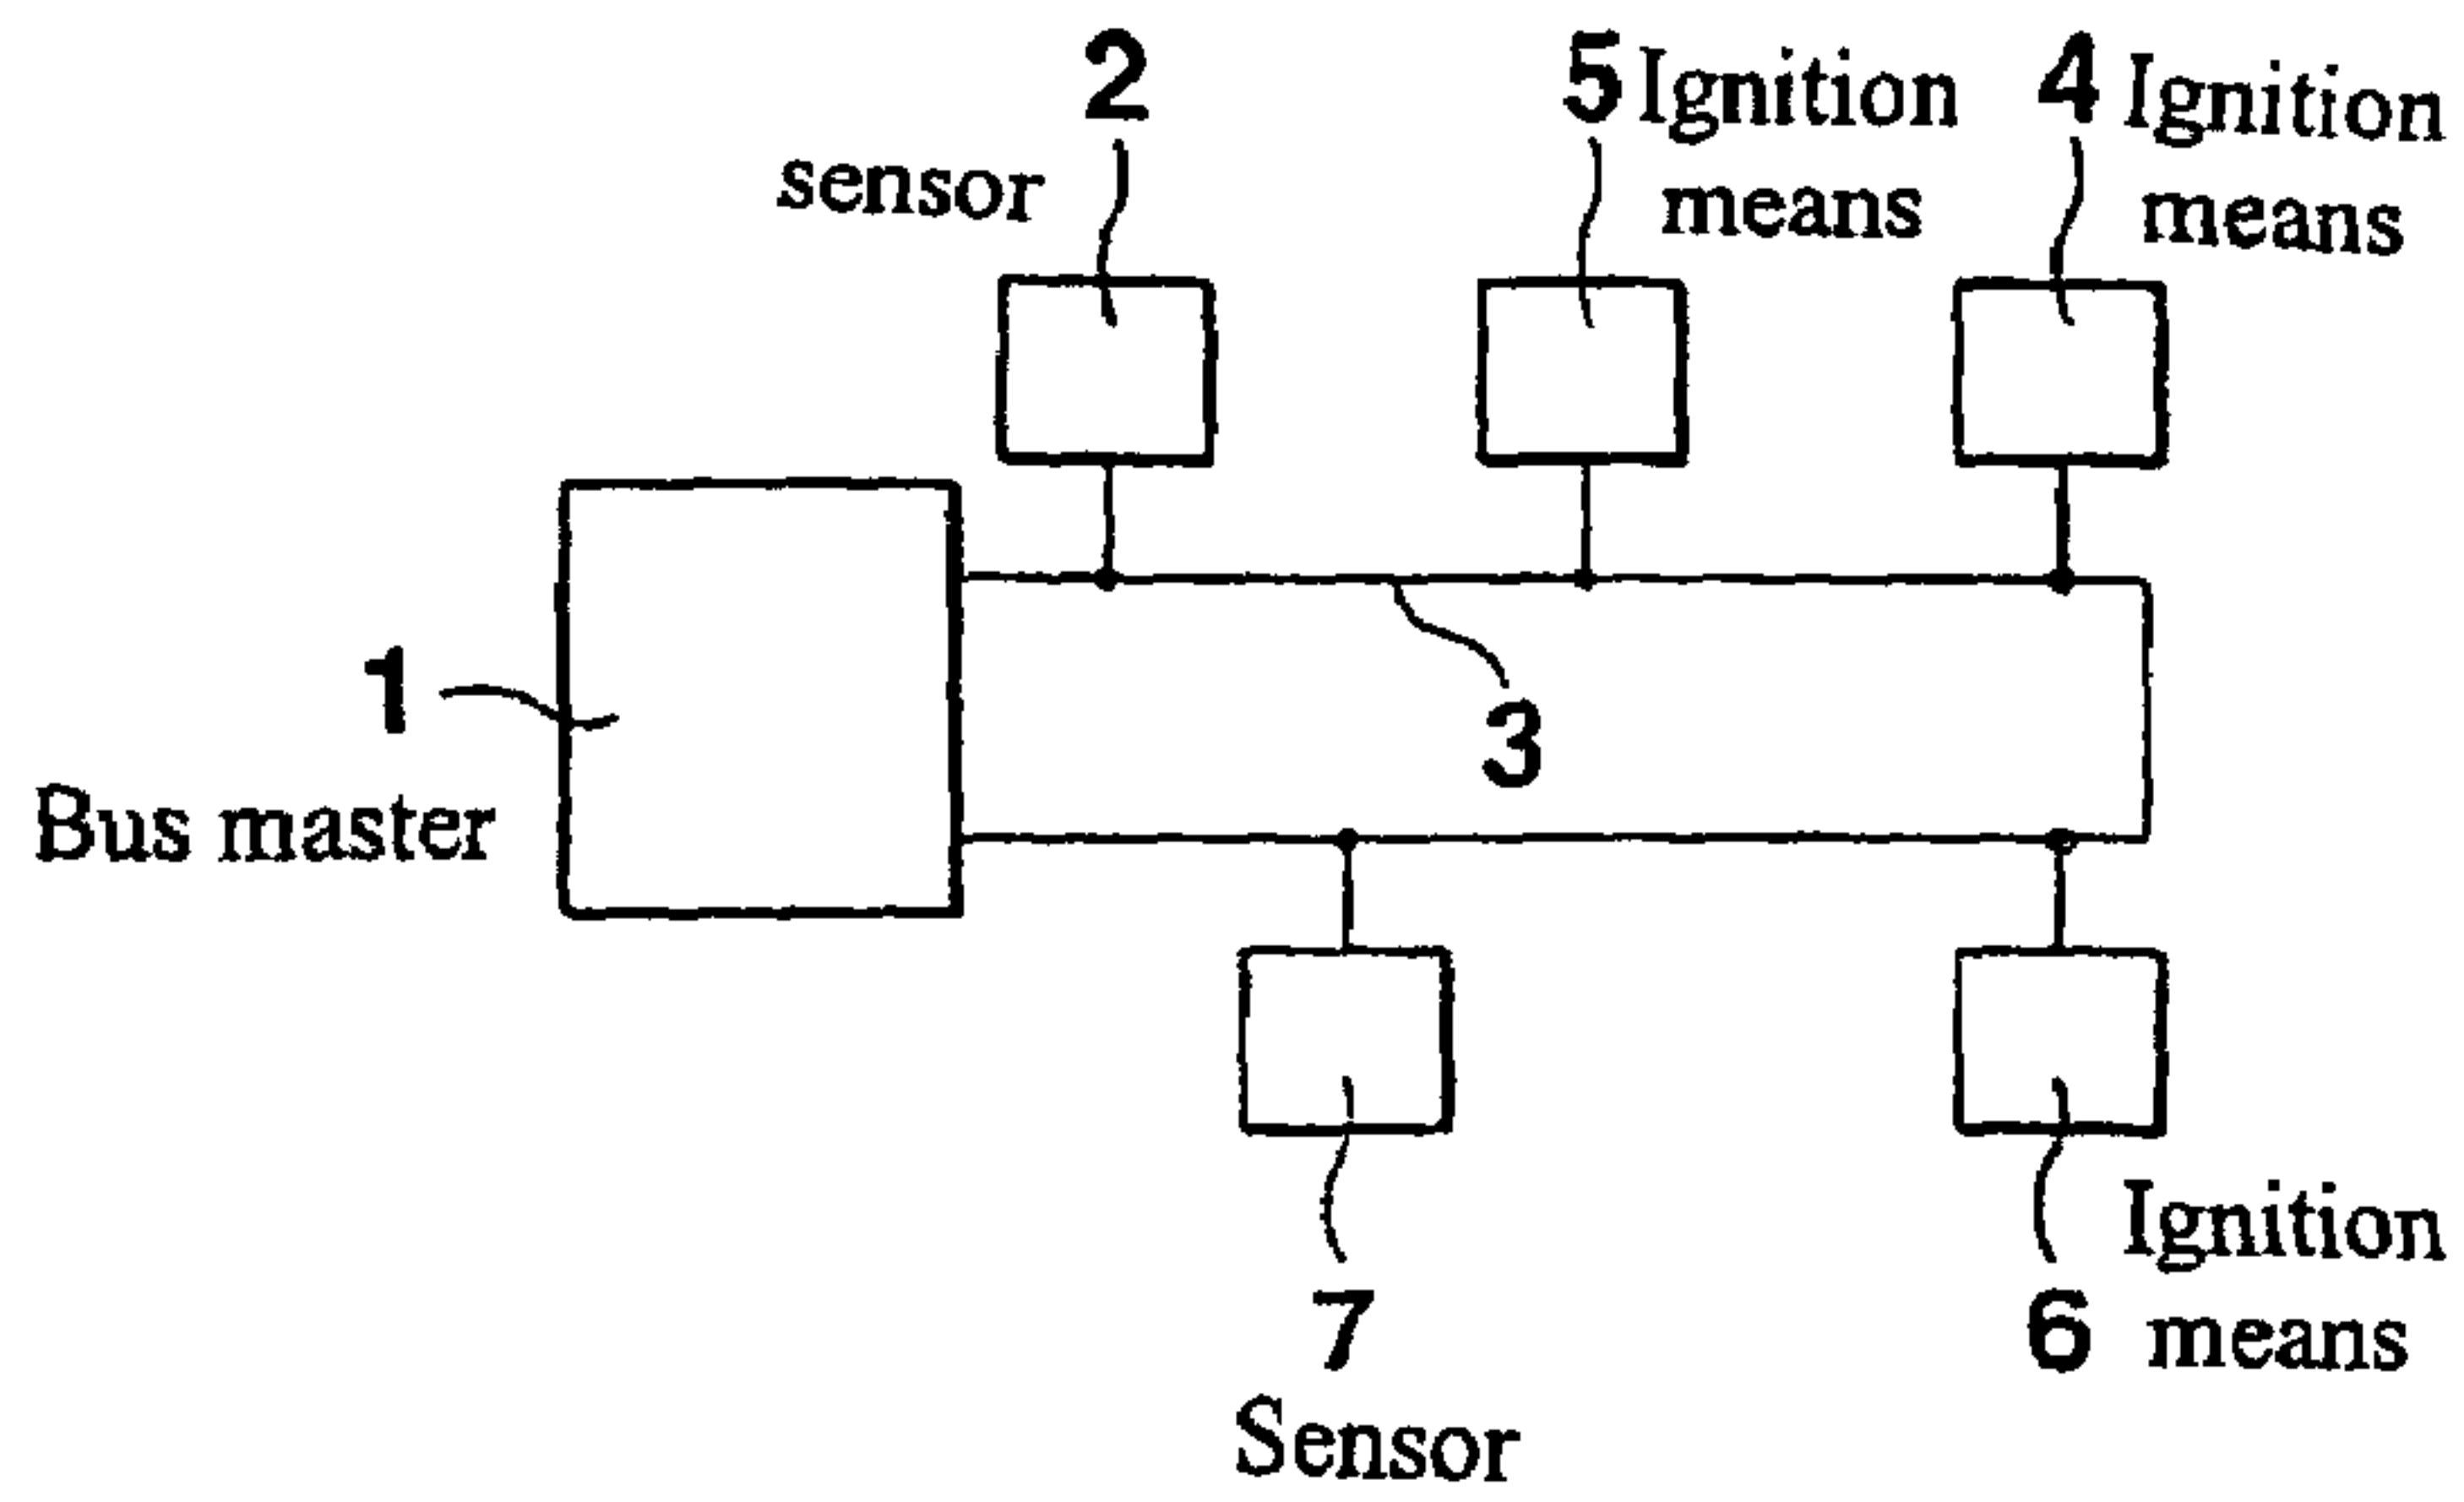 2
sensor
5 Ignition
means
4 Ignition
means
1
Bus master
3
7
Sensor
6
Ignition
means